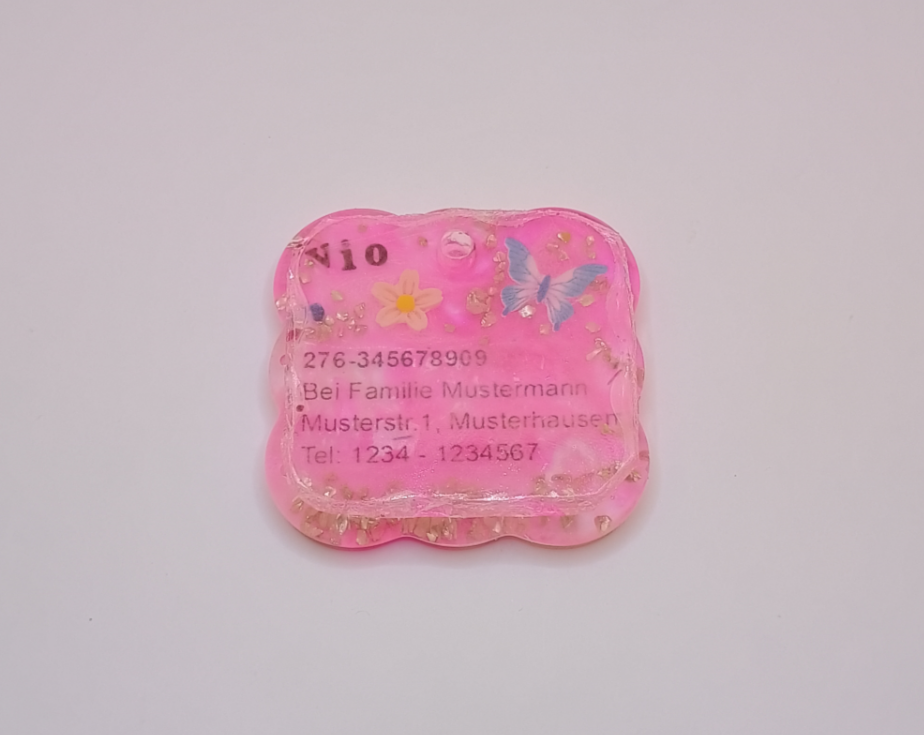 Nio
276-345678909
Bei Familie Mustermann
Musterstr.1, Musterhausen
Tel: 1234 - 1234567